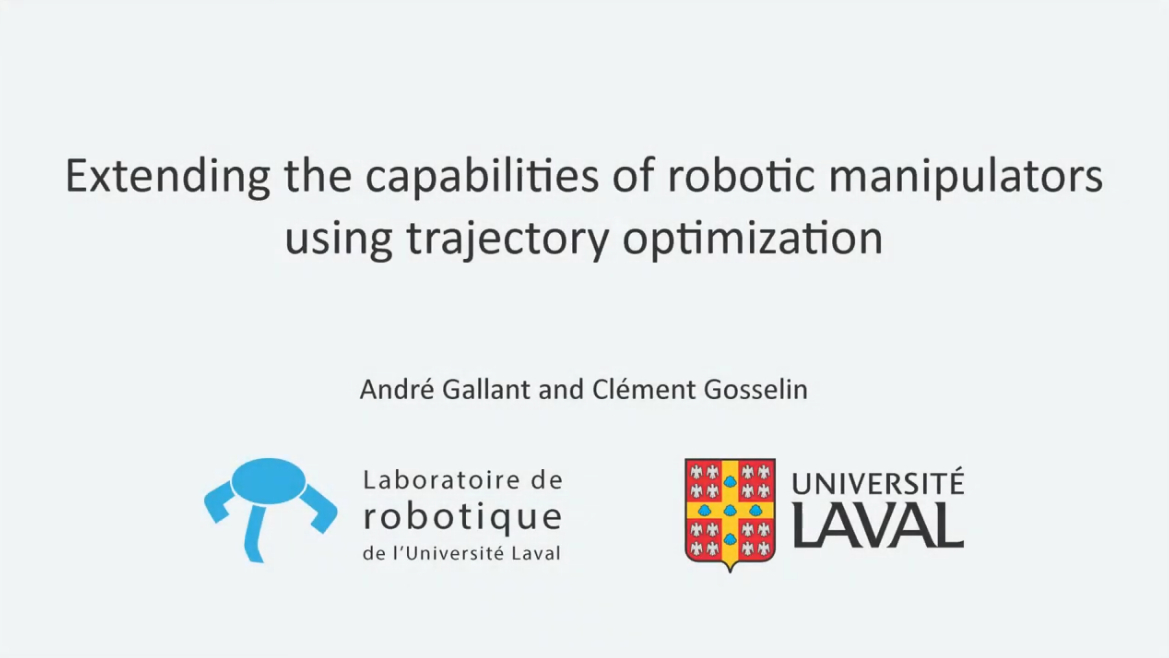 Extending the capabilities of robotic manipulators
using trajectory optimization
André Gallant and Clément Gosselin
Laboratoire de
robotique
de l'Université Laval
UNIVERSITÉ
LAVAL